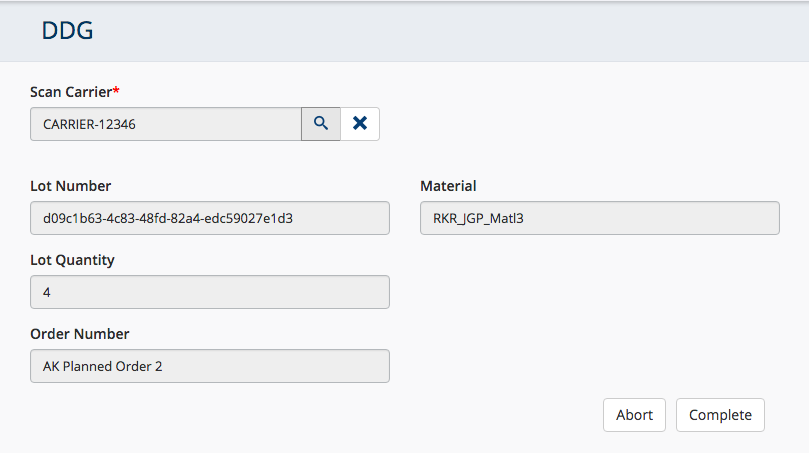 DDG
Scan Carrier*
CARRIER-12346
Lot Number
d09c1b63-4c83-48fd-82a4-edc59027e1d3
Material
RKR_JGP_Matl3
Lot Quantity
4
Order Number
AK Planned Order 2
Abort
Complete